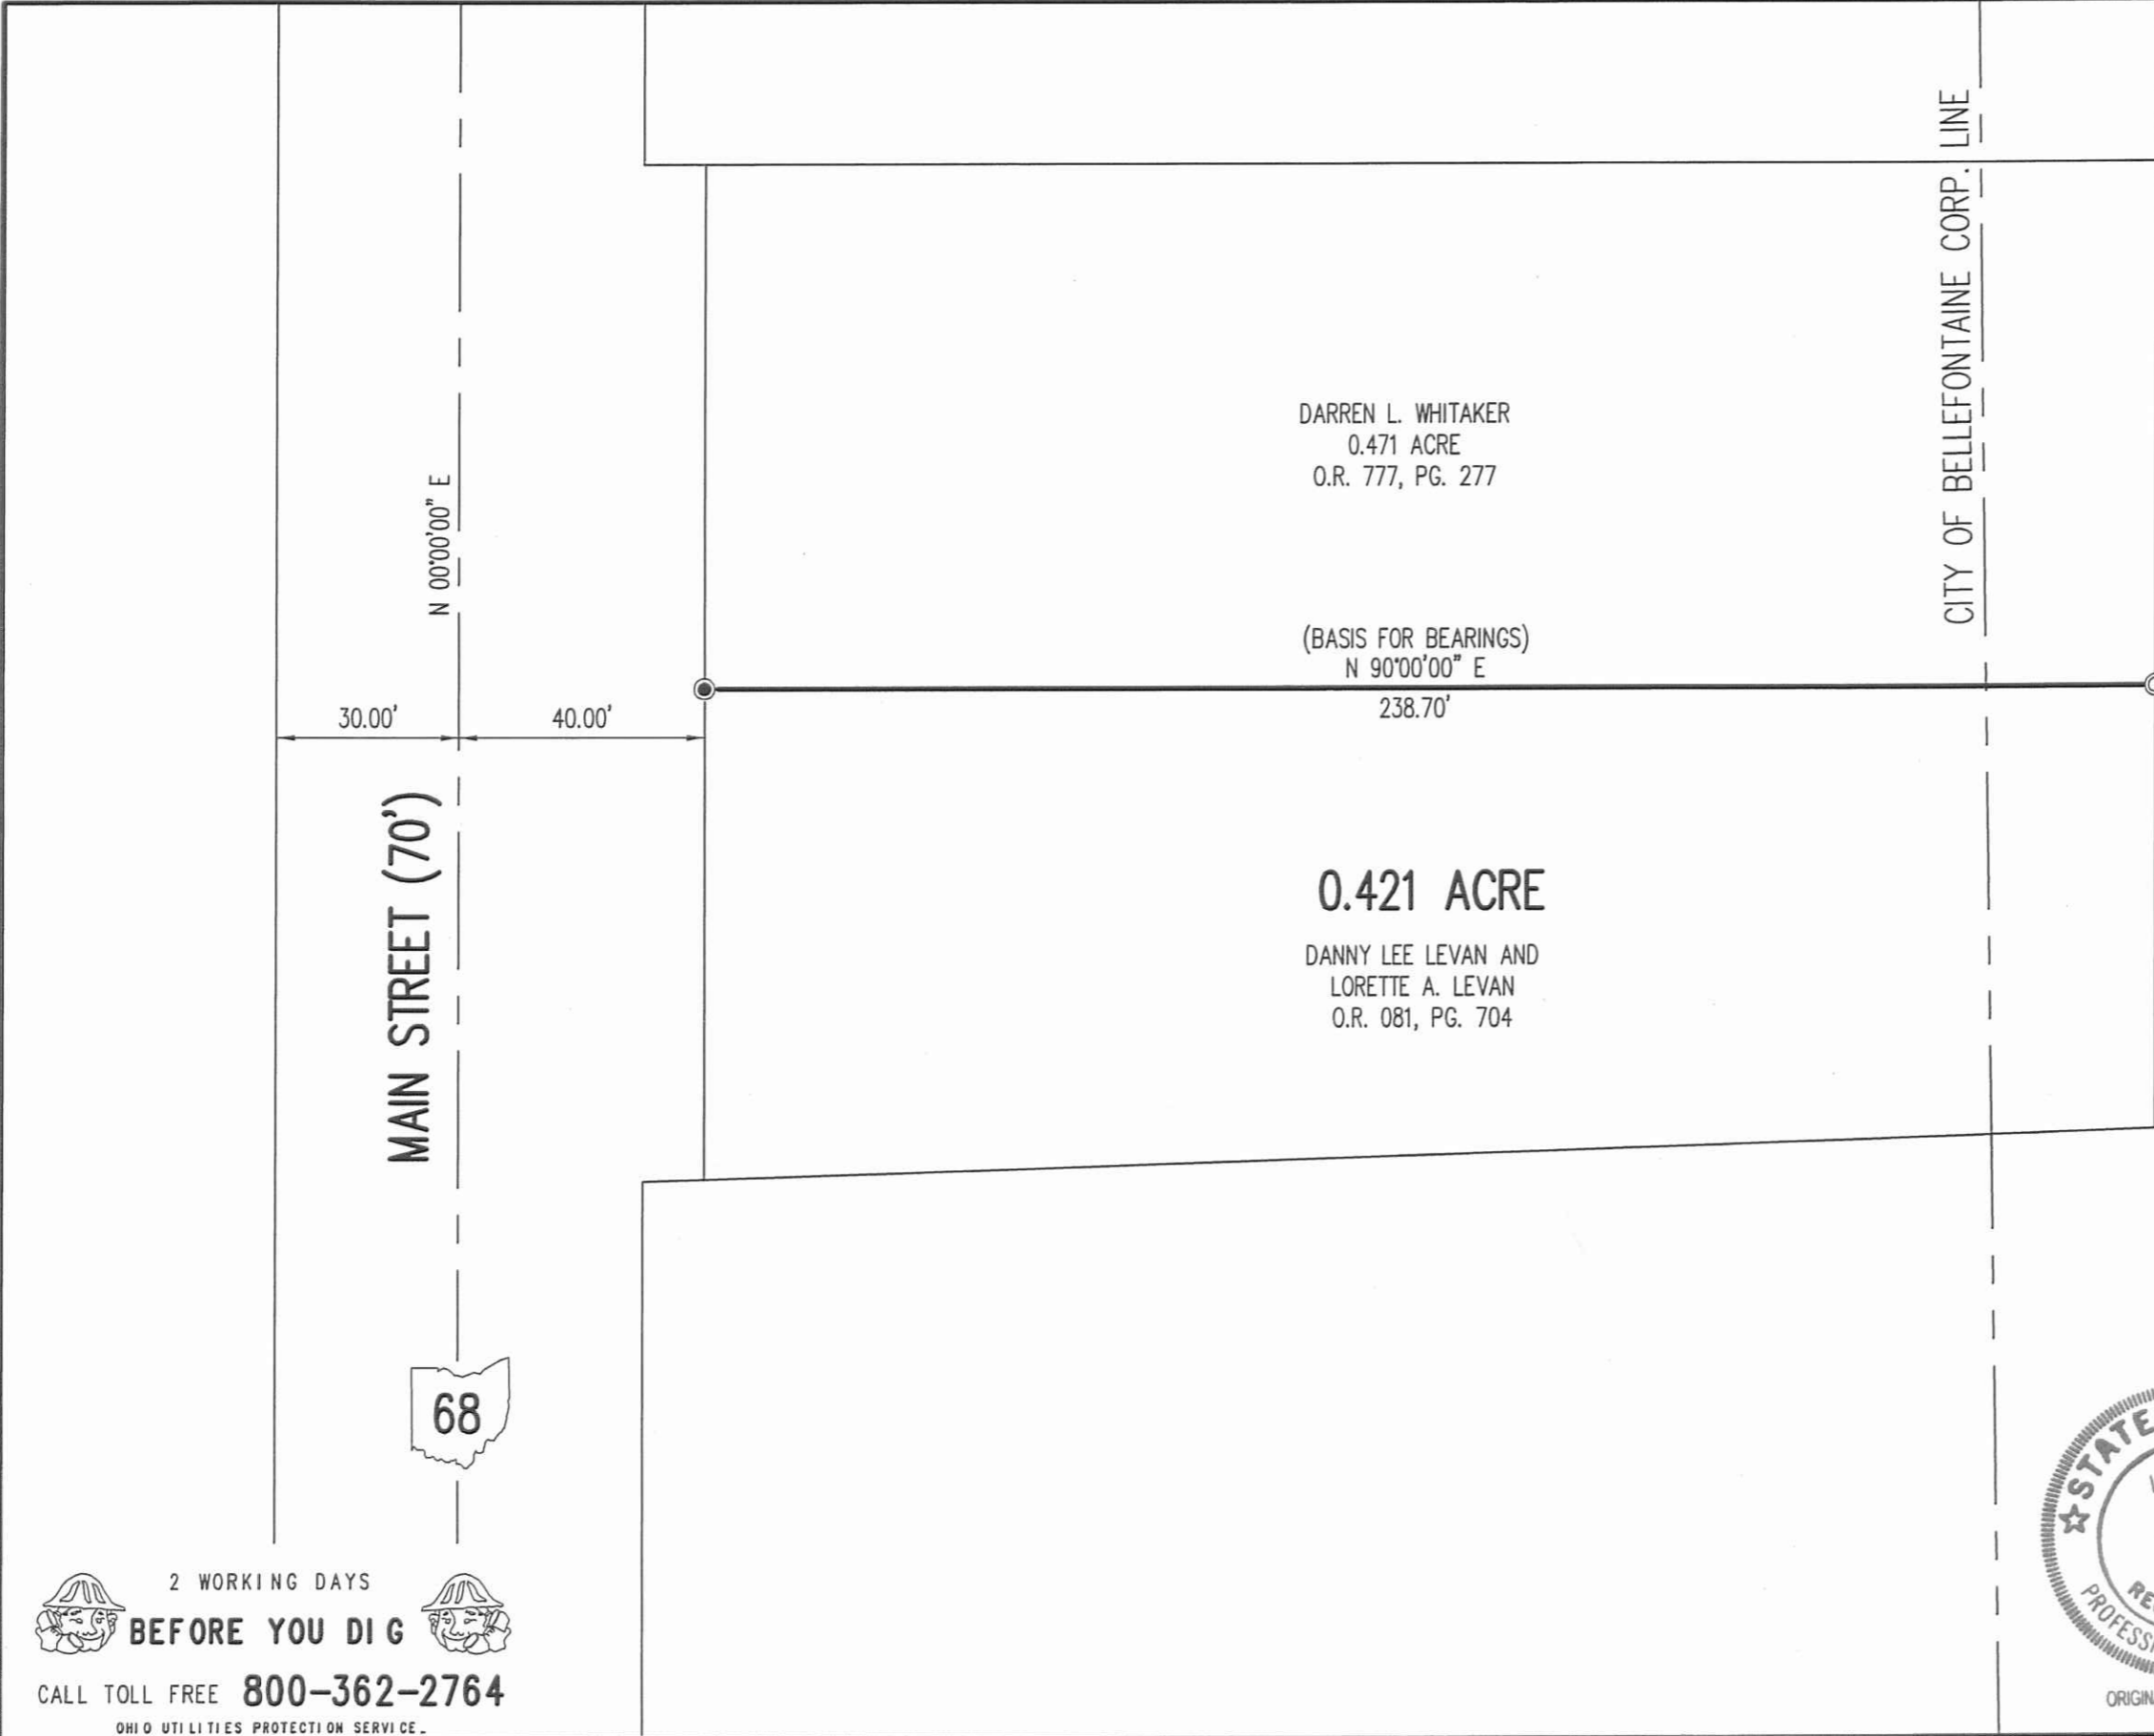 CITY OF BELLEFONTAINE CORP. LINE
DARREN L. WHITAKER
0.471 ACRE
O.R. 777, PG. 277
N 00°00'00" E
(BASIS FOR BEARINGS)
N 90°00'00" E
238.70'
30.00'
40.00'
MAIN STREET (70')
0.421 ACRE
DANNY LEE LEVAN AND
LORETTE A. LEVAN
O.R. 081, PG. 704
68
STATE
PROFESS
ORIGIN
2 WORKING DAYS
BEFORE YOU DIG
CALL TOLL FREE 800-362-2764
OHIO UTILITIES PROTECTION SERVICE